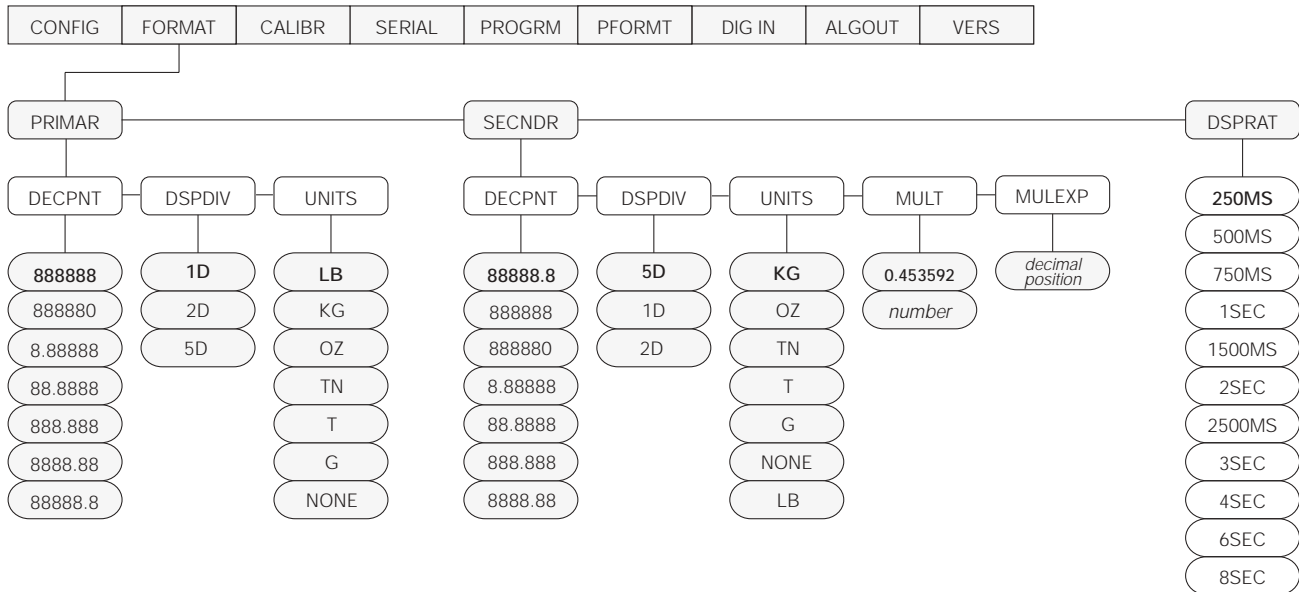 CONFIG FORMAT CALIBR SERIAL PROGRM PFORMT DIG IN ALGOUT VERS
PRIMAR SECNDR DSPRAT
DECPNT DSPDIV UNITS DECPNT DSPDIV UNITS MULT MULEXP 250MS
500MS
888888 1D LB 88888.8 5D KG 0.453592 decimal position 750MS
888880 2D KG 888888 1D OZ number 1SEC
8.88888 5D OZ 888880 2D TN 1500MS
88.8888 TN 8.88888 T 2SEC
888.888 T 88.8888 G 2500MS
8888.88 G 888.888 NONE 3SEC
88888.8 NONE 8888.88 LB 4SEC
6SEC
8SEC